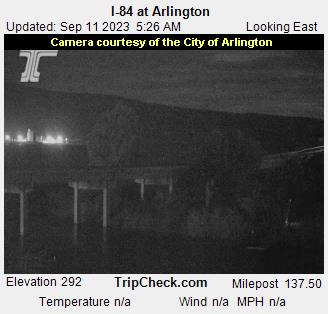 I-84 at Arlington
Updated: Sep 11 2023 5:26 AM Looking East
Camera courtesy of the City of Arlington
Elevation 292 TripCheck.com Milepost 137.50
Temperature n/a Wind n/a MPH n/a